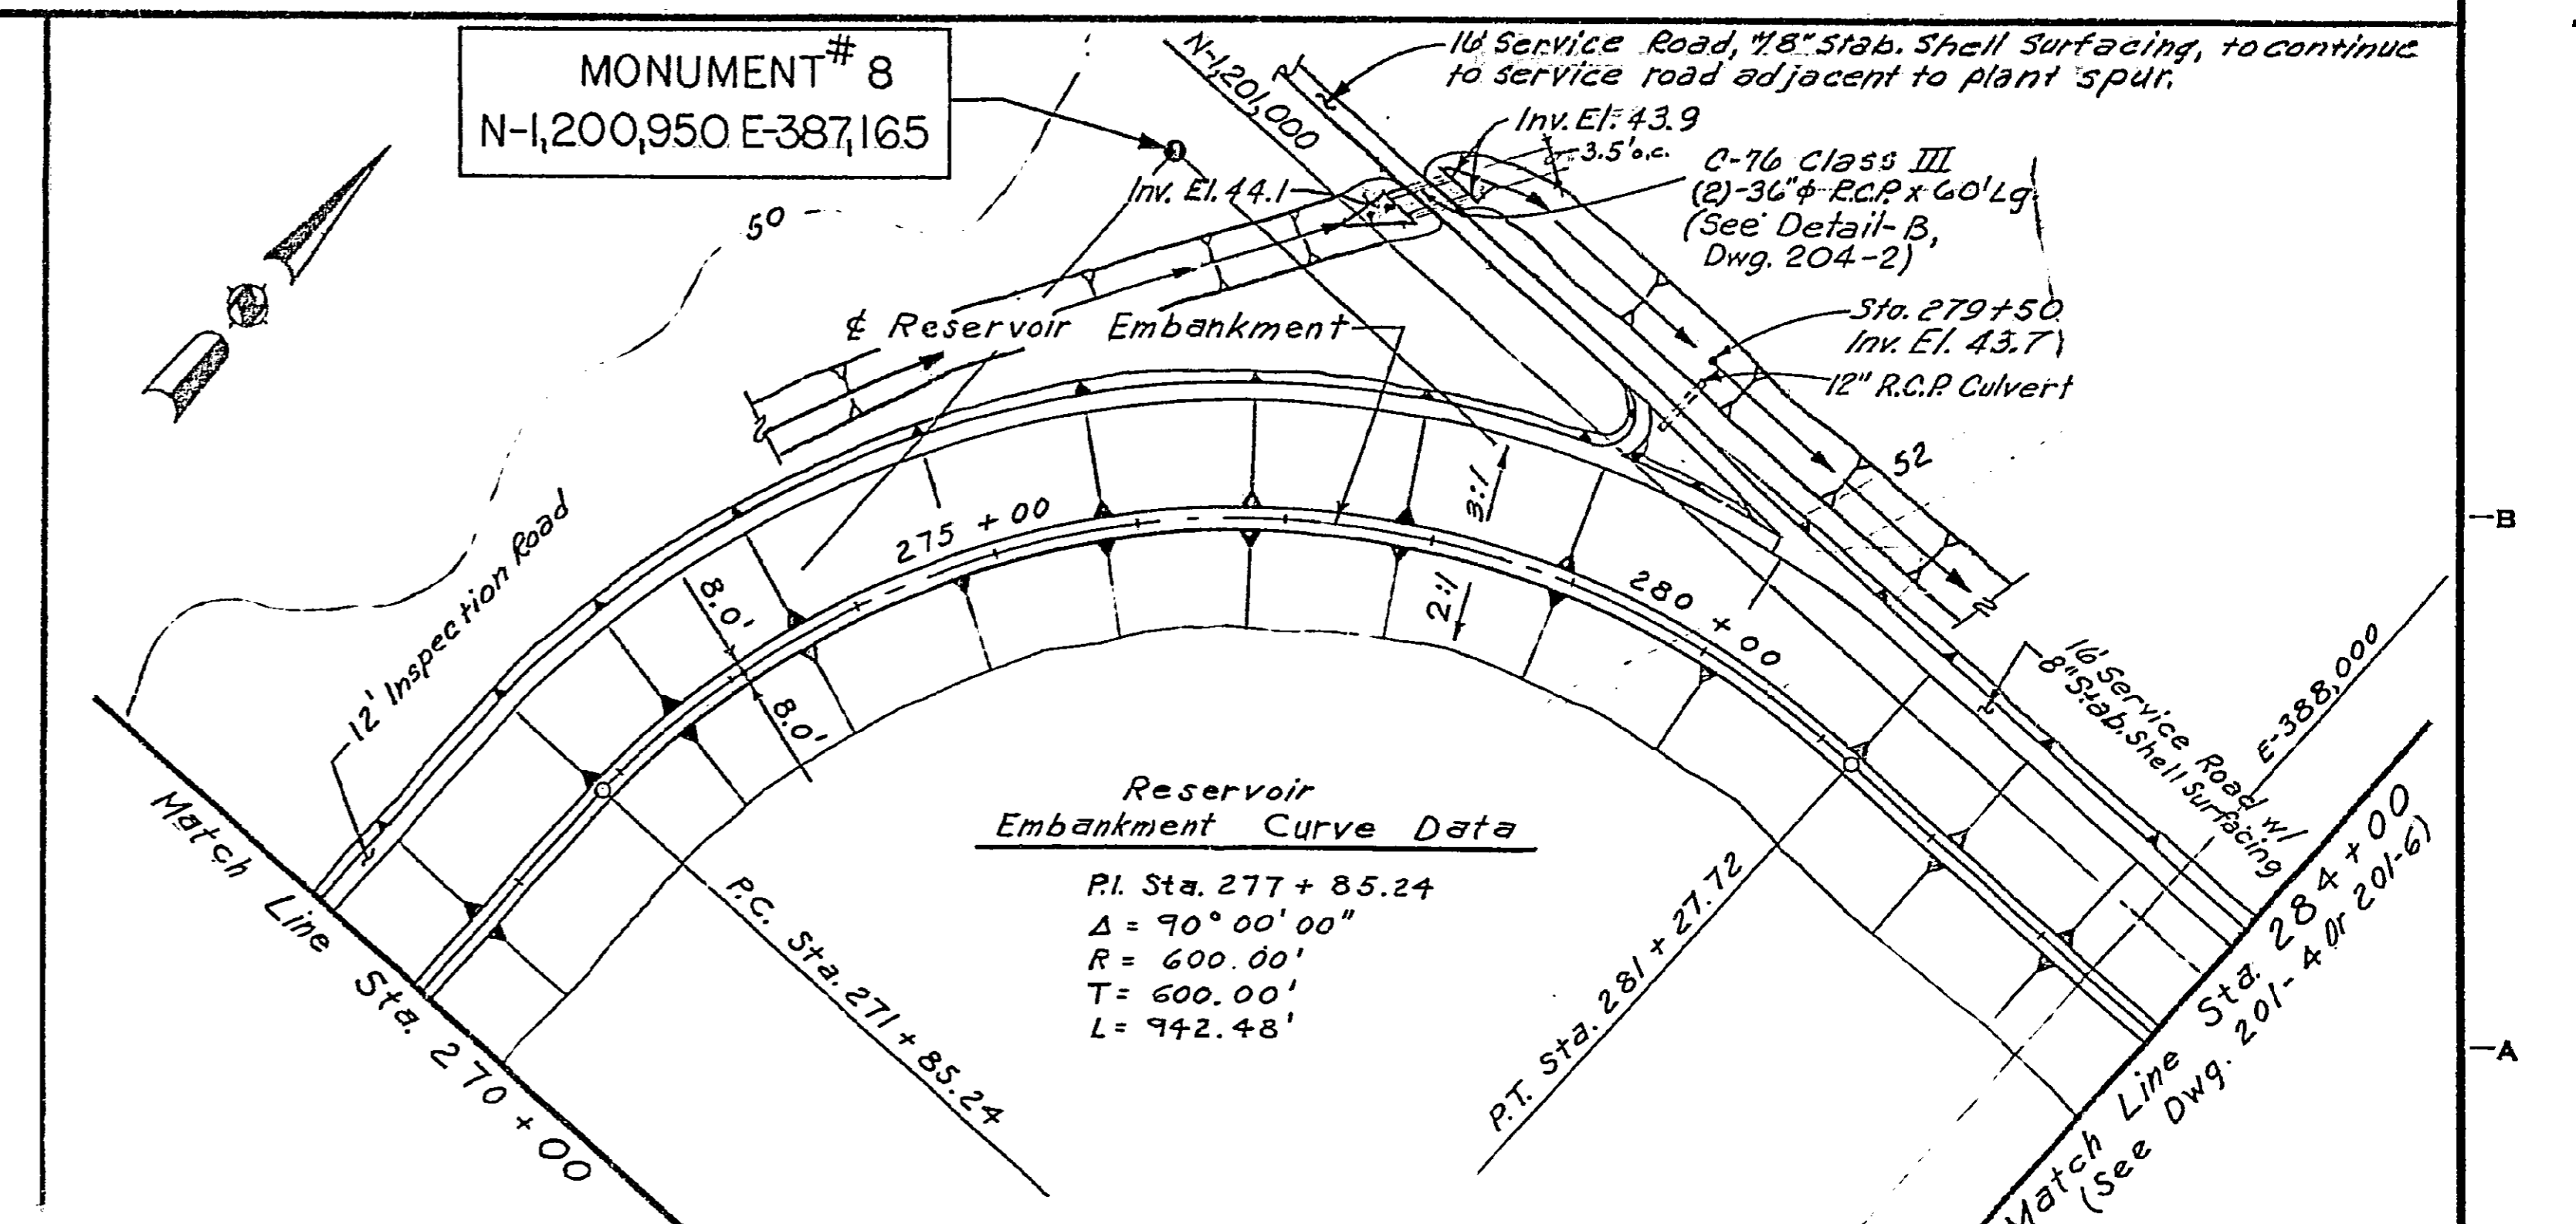 MONUMENT # 8
N-1,200,950 E-387,165
N-1,201,000
16' Service Road, w/8" Stab. Shell Surfacing, to continue
to service road adjacent to plant spur.
Inv. El. 43.9
3.5' o.c.
C-76 Class III
(2)-36"⌀ R.C.P. x 60' Lg.
(See Detail-B,
Dwg. 204-2)
Inv. El. 44.1
50
Sta. 279+50
Inv. El. 43.7
12" R.C.P. Culvert
₵ Reservoir Embankment
52
B
12' Inspection Road
275 + 00
8.0'
8.0'
3:1
2:1
280 + 00
16' Service Road w/
8" Stab. Shell Surfacing
E-388,000
Reservoir
Embankment Curve Data
P.I. Sta. 277 + 85.24
Δ = 90° 00' 00"
R = 600.00'
T = 600.00'
L = 942.48'
P.C. Sta. 271 + 85.24
P.T. Sta. 281 + 27.72
Match Line Sta. 270 + 00
Match Line Sta. 284 + 00
(See Dwg. 201-4 Or 201-6)
A